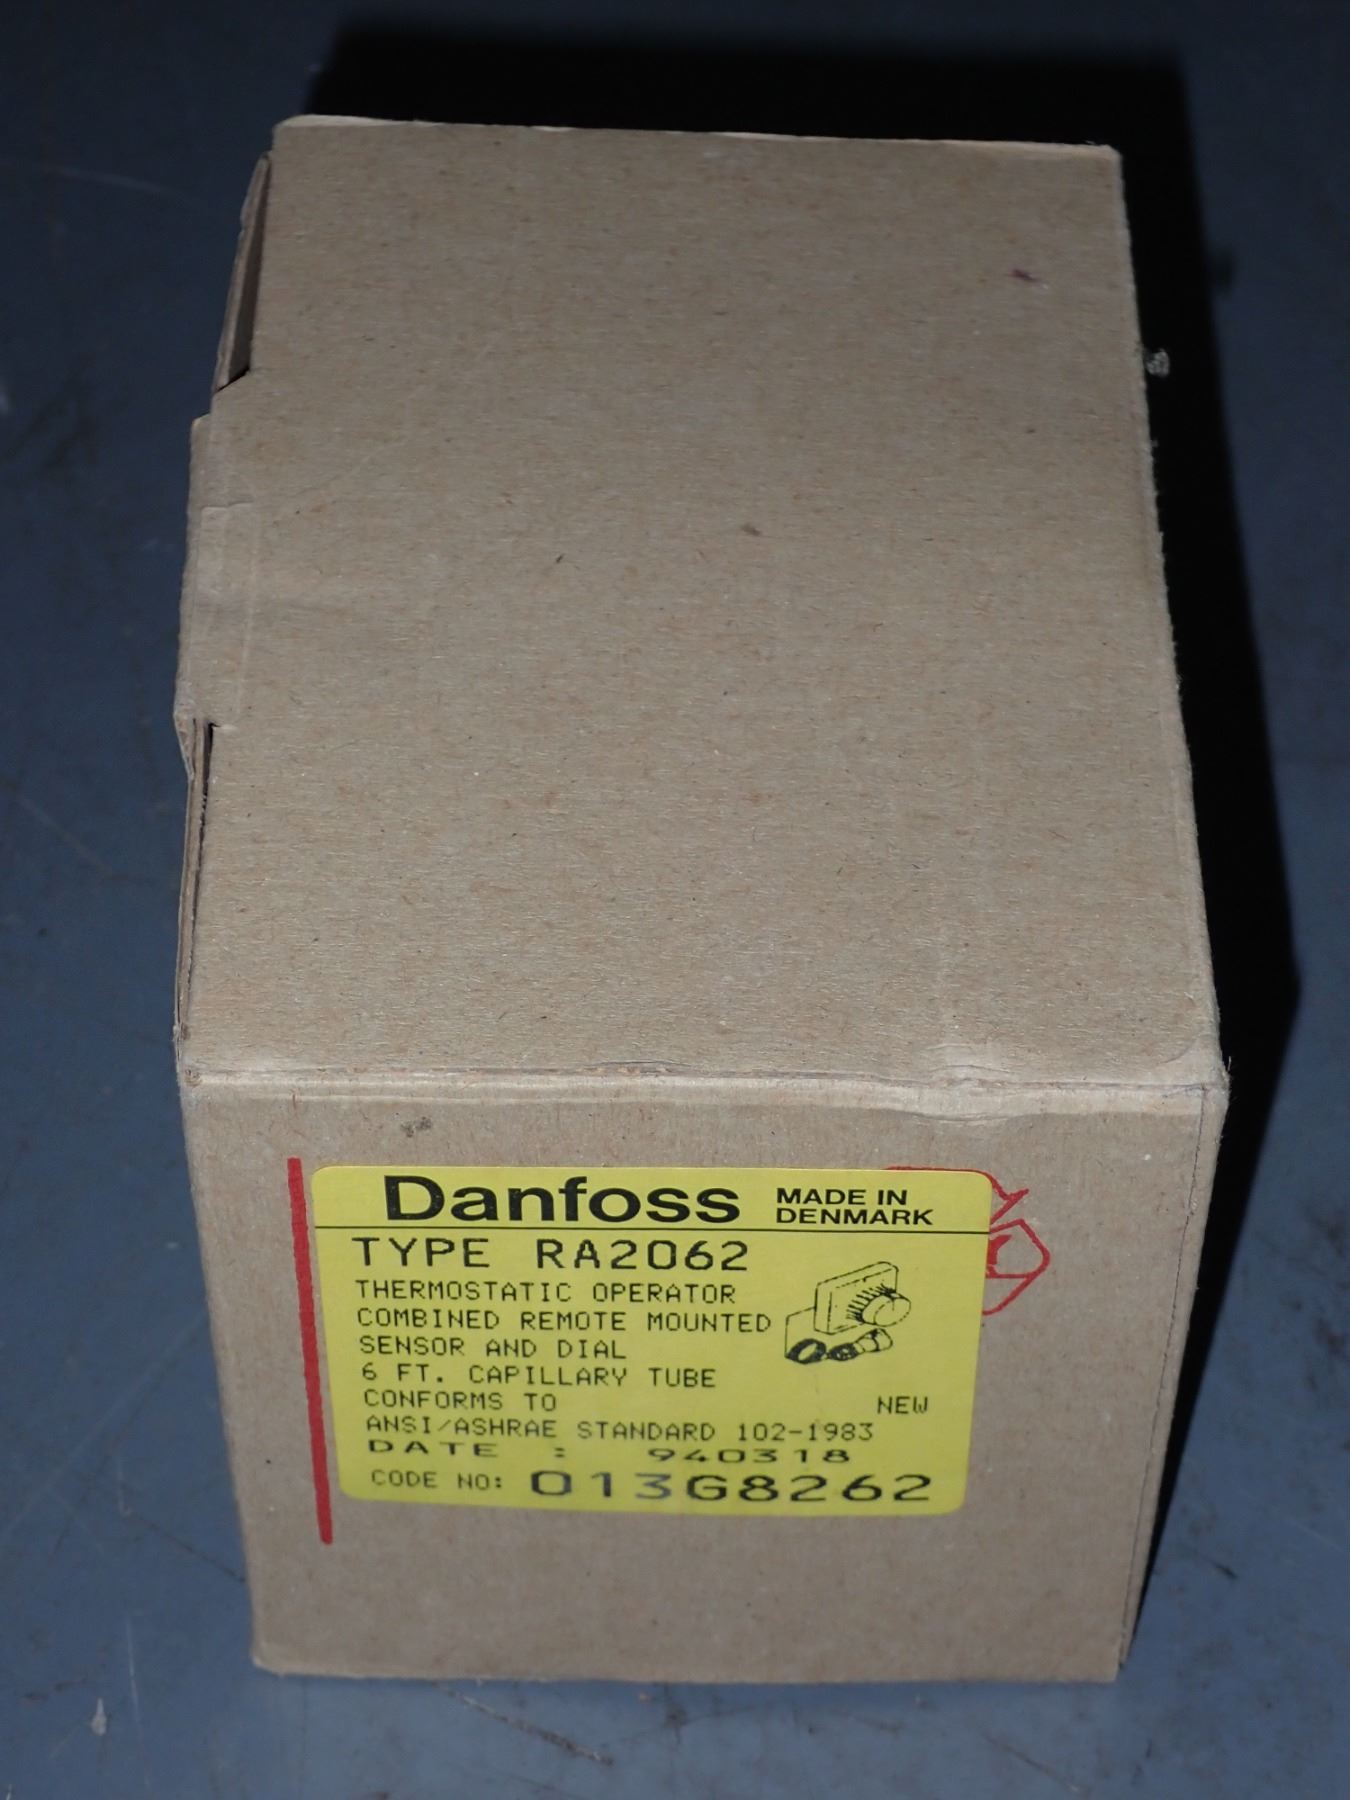 Danfoss MADE IN
DENMARK
TYPE RA2062
THERMOSTATIC OPERATOR
COMBINED REMOTE MOUNTED
SENSOR AND DIAL
6 FT. CAPILLARY TUBE
CONFORMS TO NEW
ANSI/ASHRAE STANDARD 102-1983
DATE : 940318
CODE NO: 013G8262